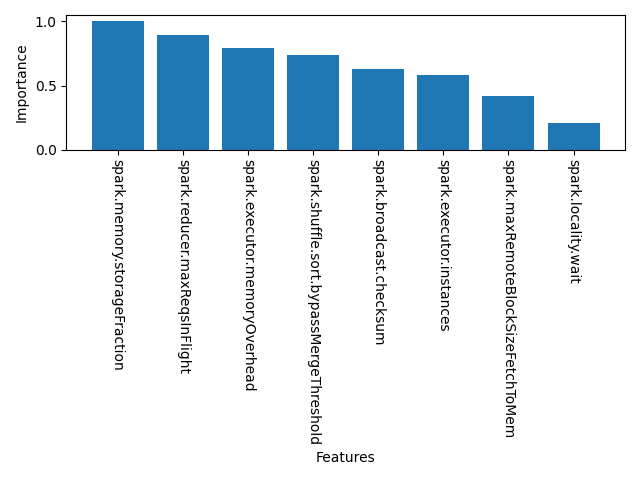 1.0
0.5
0.0
Importance
spark.memory.storageFraction
spark.reducer.maxReqsInFlight
spark.executor.memoryOverhead
spark.shuffle.sort.bypassMergeThreshold
spark.broadcast.checksum
spark.executor.instances
spark.maxRemoteBlockSizeFetchToMem
spark.locality.wait
Features